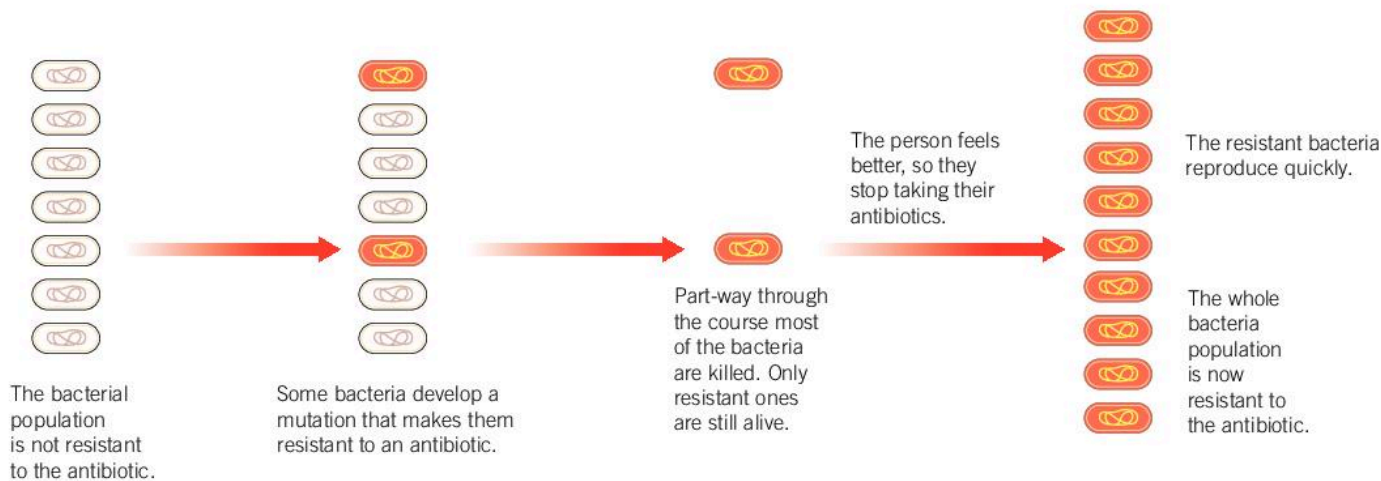 The bacterial
population
is not resistant
to the antibiotic.
Some bacteria develop a
mutation that makes them
resistant to an antibiotic.
Part-way through
the course most
of the bacteria
are killed. Only
resistant ones
are still alive.
The person feels
better, so they
stop taking their
antibiotics.
The resistant bacteria
reproduce quickly.
The whole
bacteria
population
is now
resistant to
the antibiotic.